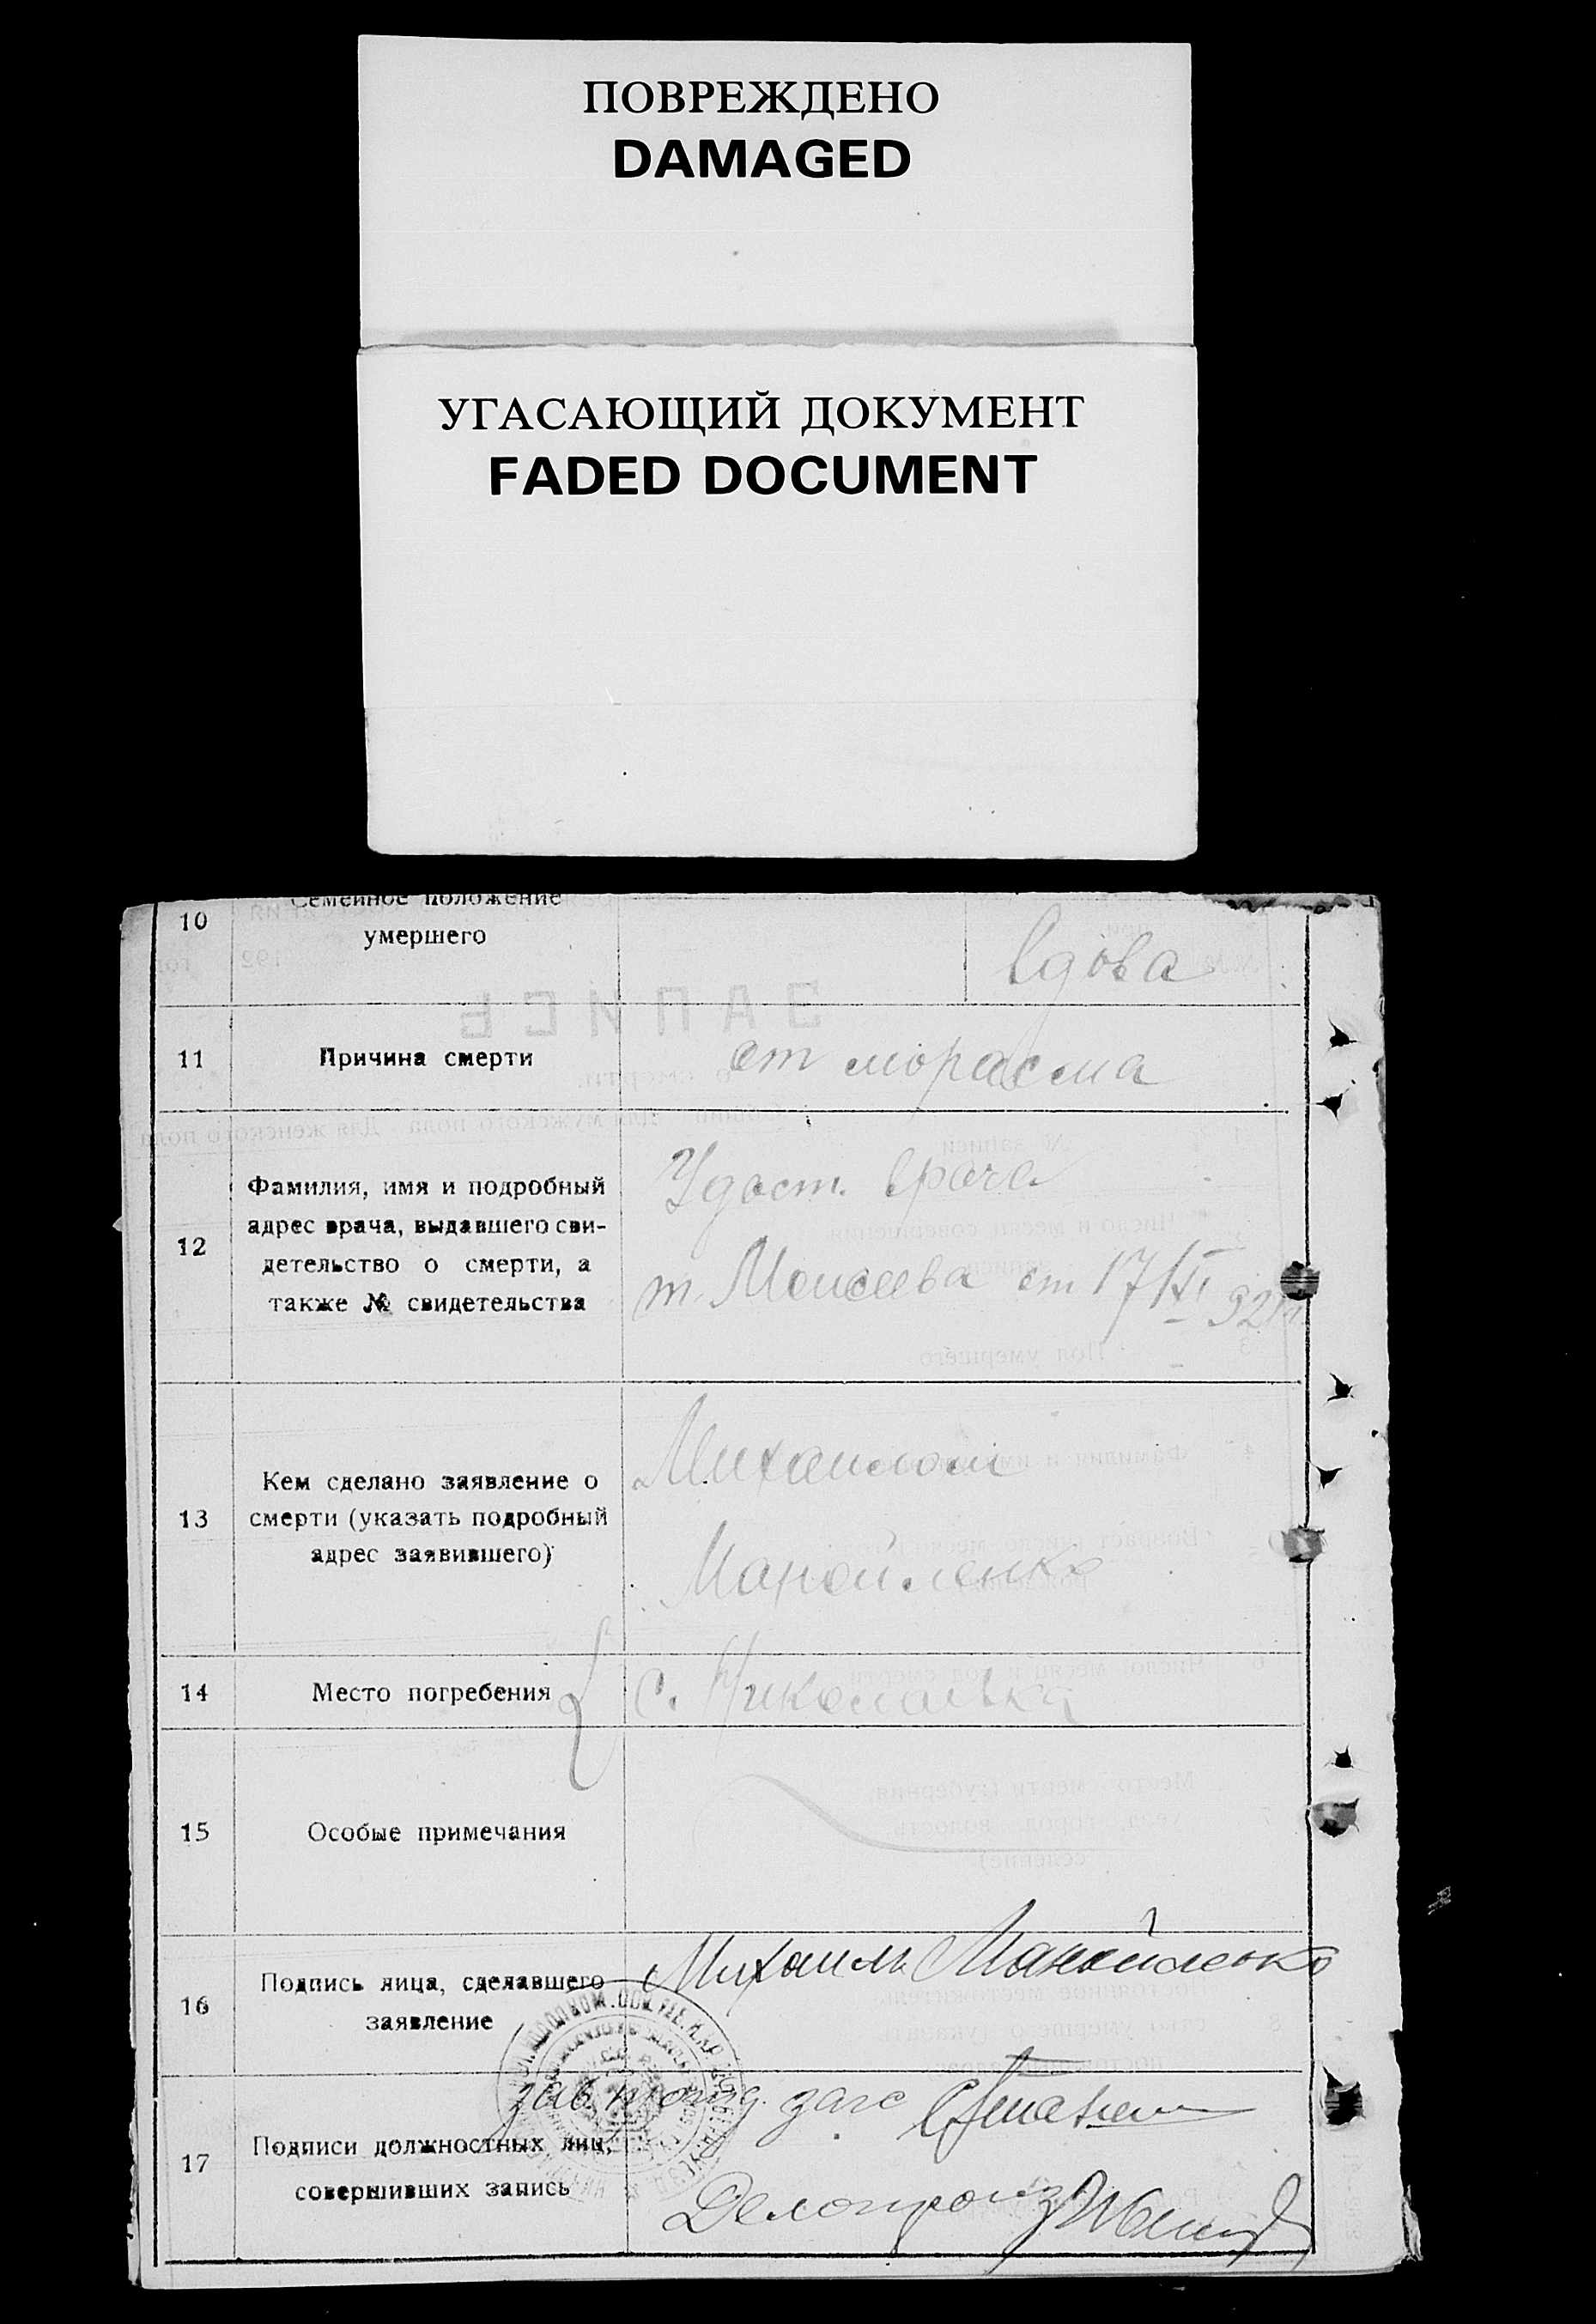 ПОВРЕЖДЕНО
DAMAGED
УГАСАЮЩИЙ ДОКУМЕНТ
FADED DOCUMENT
10 Семейное положение
умершего
Вдова
11 Причина смерти от морасма
12 Фамилия, имя и подробный
адрес врача, выдавшего сви-
детельство о смерти, а
также № свидетельства
Удост. врача
т. Моисеева от 17/XI
13 Кем сделано заявление о
смерти (указать подробный
адрес заявившего)
Михаилом
Манойленко
14 Место погребения с. Николаевка
15 Особые примечания
16 Подпись лица, сделавшего
заявление
Михаил Манойленко
17 Подписи должностных лиц,
совершивших запись
зав. загс
Делопроиз